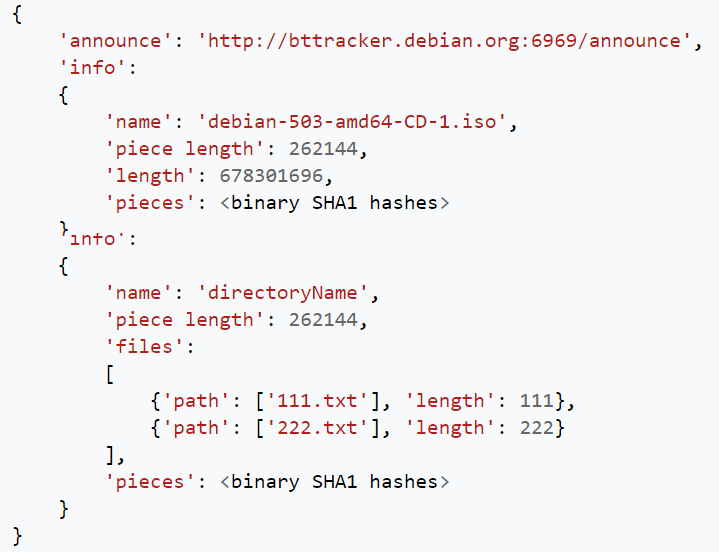 {
    'announce': 'http://bttracker.debian.org:6969/announce',
    'info':
    {
        'name': 'debian-503-amd64-CD-1.iso',
        'piece length': 262144,
        'length': 678301696,
        'pieces': <binary SHA1 hashes>
    }
    info':
    {
        'name': 'directoryName',
        'piece length': 262144,
        'files':
        [
            {'path': ['111.txt'], 'length': 111},
            {'path': ['222.txt'], 'length': 222}
        ],
        'pieces': <binary SHA1 hashes>
    }
}